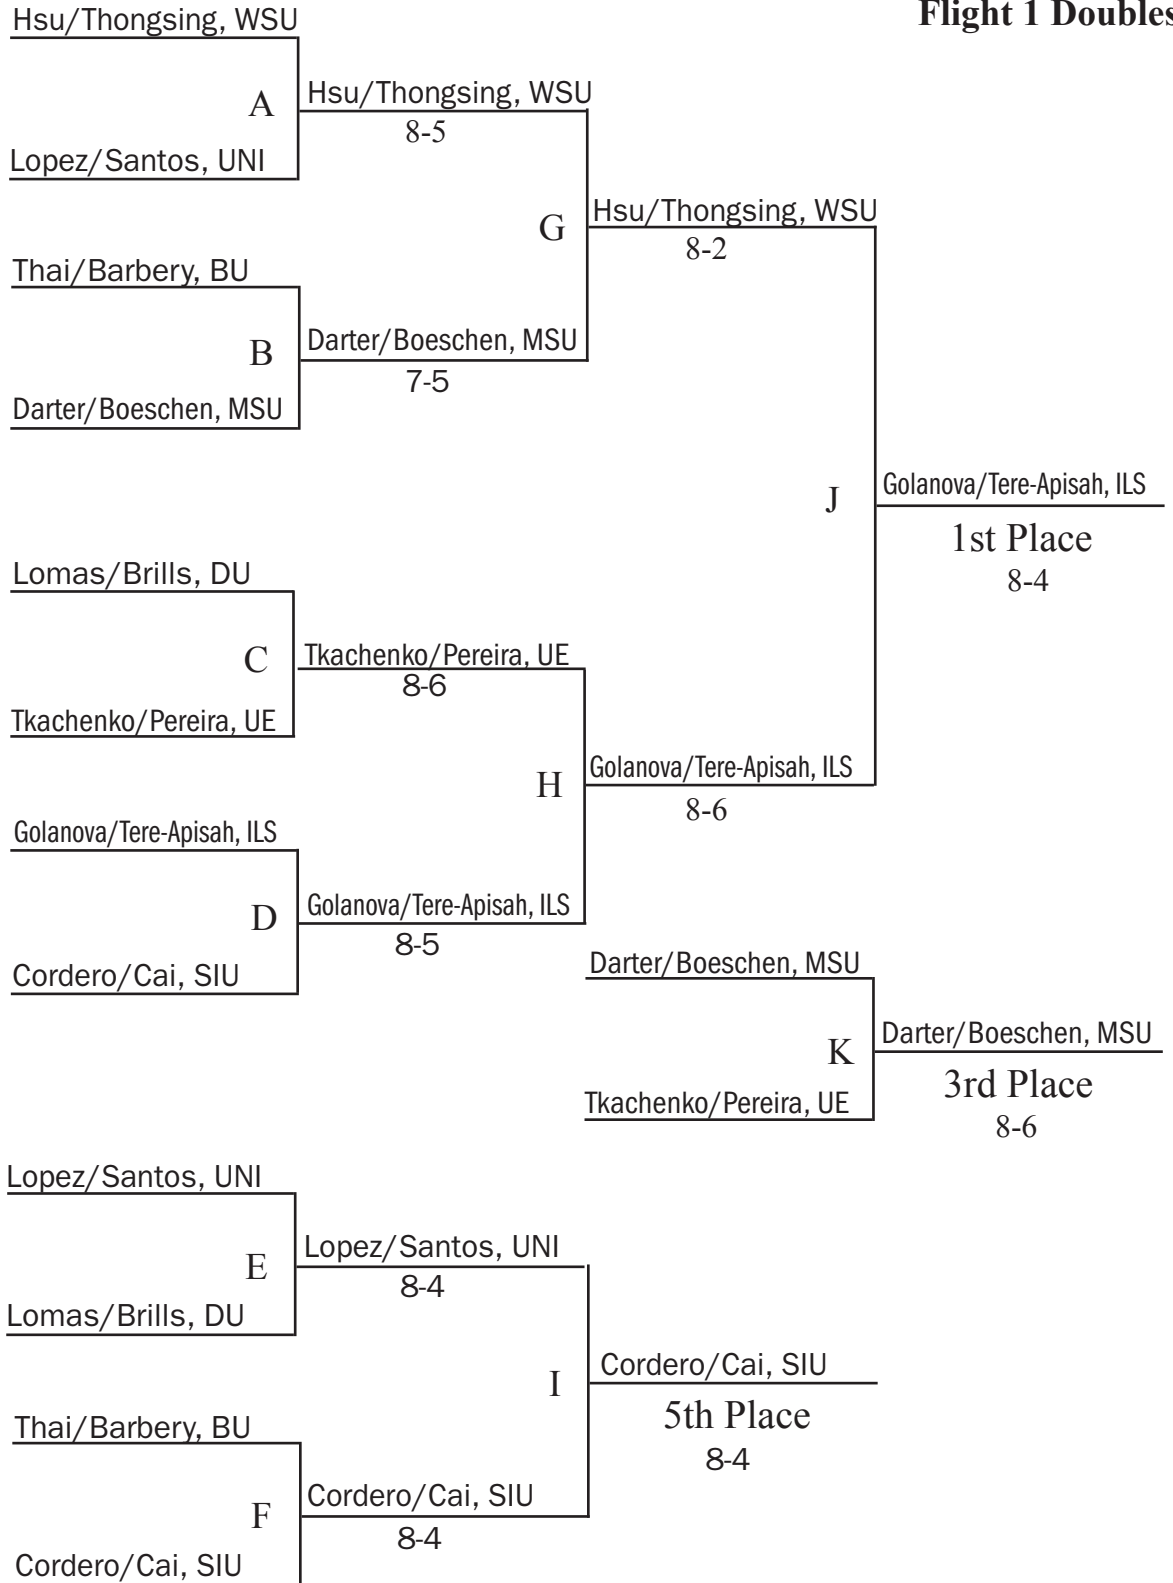 Flight 1 Doubles
Hsu/Thongsing, WSU
A
Hsu/Thongsing, WSU
8-5
Lopez/Santos, UNI
G
Hsu/Thongsing, WSU
8-2
Thai/Barbery, BU
B
Darter/Boeschen, MSU
7-5
Darter/Boeschen, MSU
J
Golanova/Tere-Apisah, ILS
1st Place
8-4
Lomas/Brills, DU
C
Tkachenko/Pereira, UE
8-6
Tkachenko/Pereira, UE
H
Golanova/Tere-Apisah, ILS
8-6
Golanova/Tere-Apisah, ILS
D
Golanova/Tere-Apisah, ILS
8-5
Cordero/Cai, SIU
Darter/Boeschen, MSU
K
Darter/Boeschen, MSU
3rd Place
8-6
Tkachenko/Pereira, UE
Lopez/Santos, UNI
E
Lopez/Santos, UNI
8-4
Lomas/Brills, DU
I
Cordero/Cai, SIU
5th Place
8-4
Thai/Barbery, BU
F
Cordero/Cai, SIU
8-4
Cordero/Cai, SIU